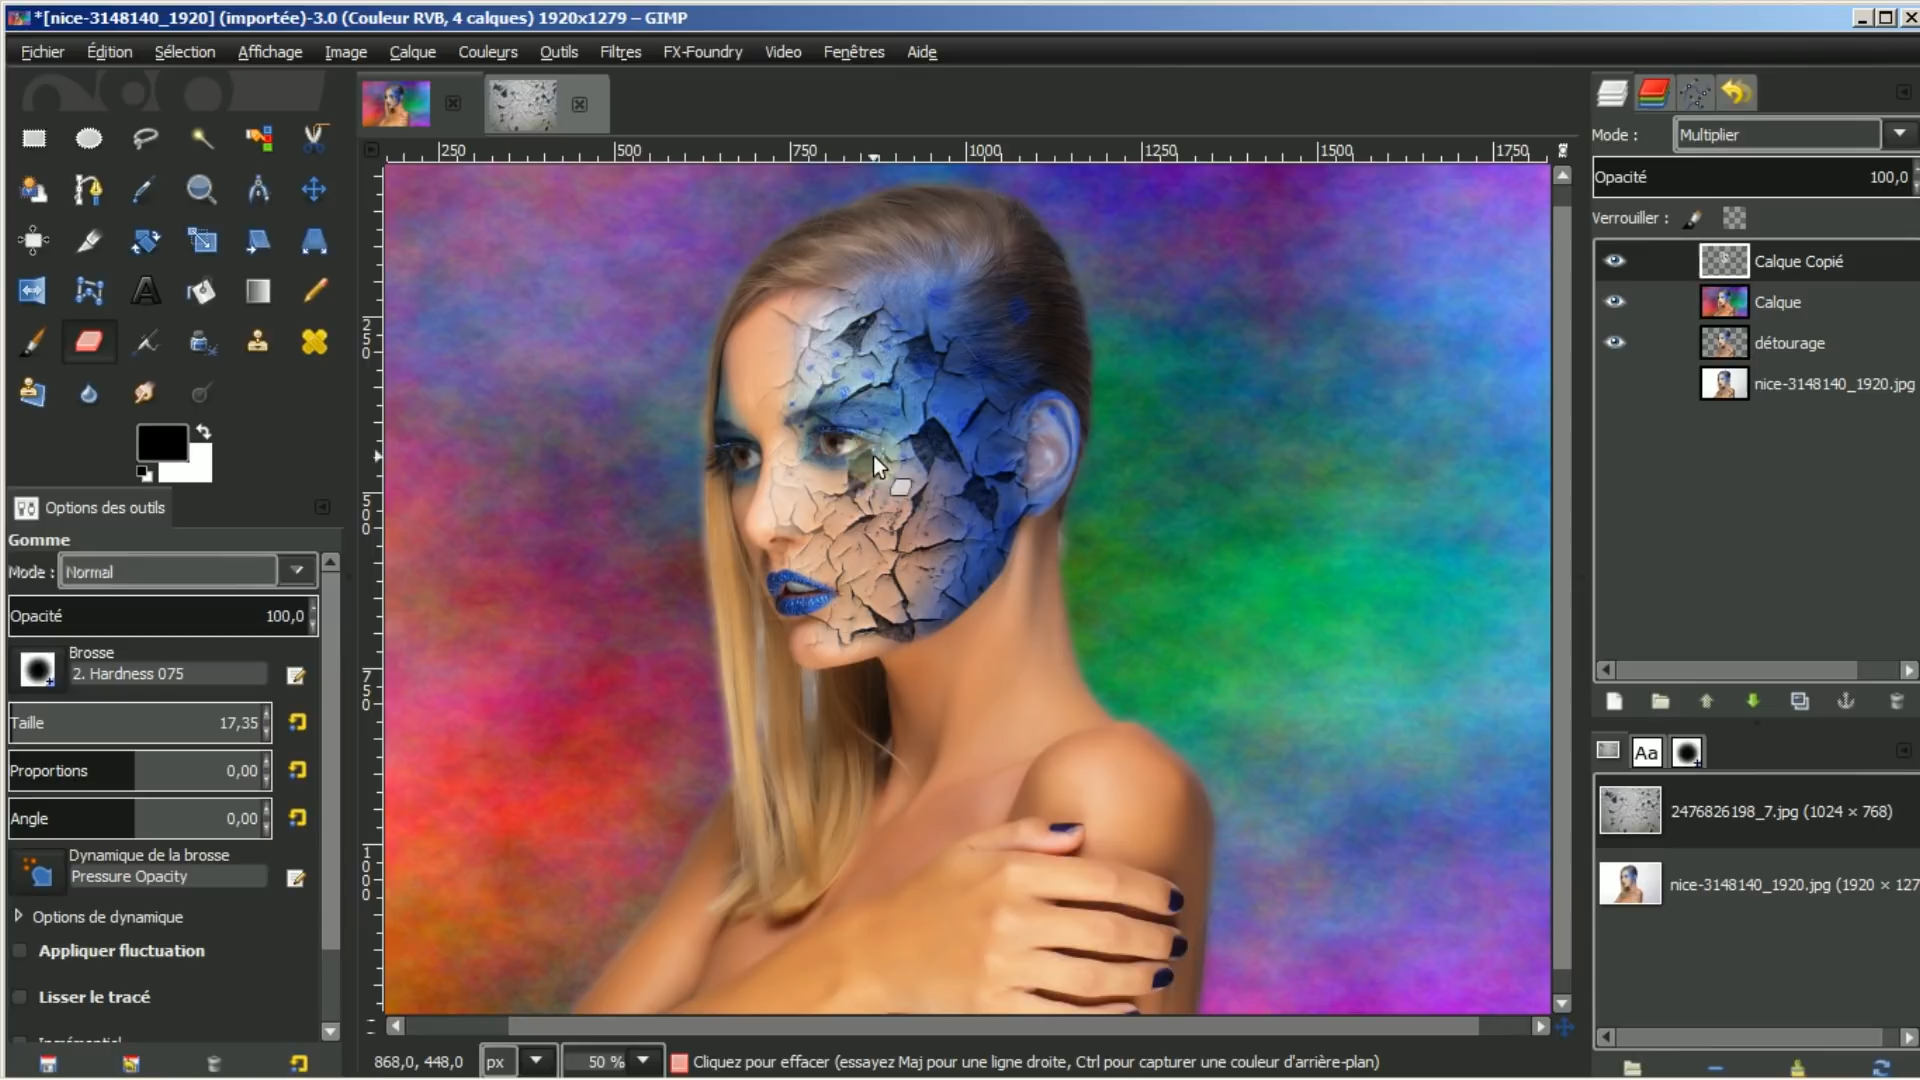 *[nice-3148140_1920] (importée)-3.0 (Couleur RVB, 4 calques) 1920x1279 – GIMP
Fichier Édition Sélection Affichage Image Calque Couleurs Outils Filtres FX-Foundry Video Fenêtres Aide
250 500 750 1000 1250 1500 1750
250
500
750
1000
Options des outils
Gomme
Mode : Normal
Opacité 100,0
Brosse
2. Hardness 075
Taille 17,35
Proportions 0,00
Angle 0,00
Dynamique de la brosse
Pressure Opacity
Options de dynamique
Appliquer fluctuation
Lisser le tracé
868,0, 448,0 px 50 % Cliquez pour effacer (essayez Maj pour une ligne droite, Ctrl pour capturer une couleur d'arrière-plan)
Mode : Multiplier
Opacité 100,0
Verrouiller :
Calque Copié
Calque
détourage
nice-3148140_1920.jpg
Aa
2476826198_7.jpg (1024 × 768)
nice-3148140_1920.jpg (1920 × 127